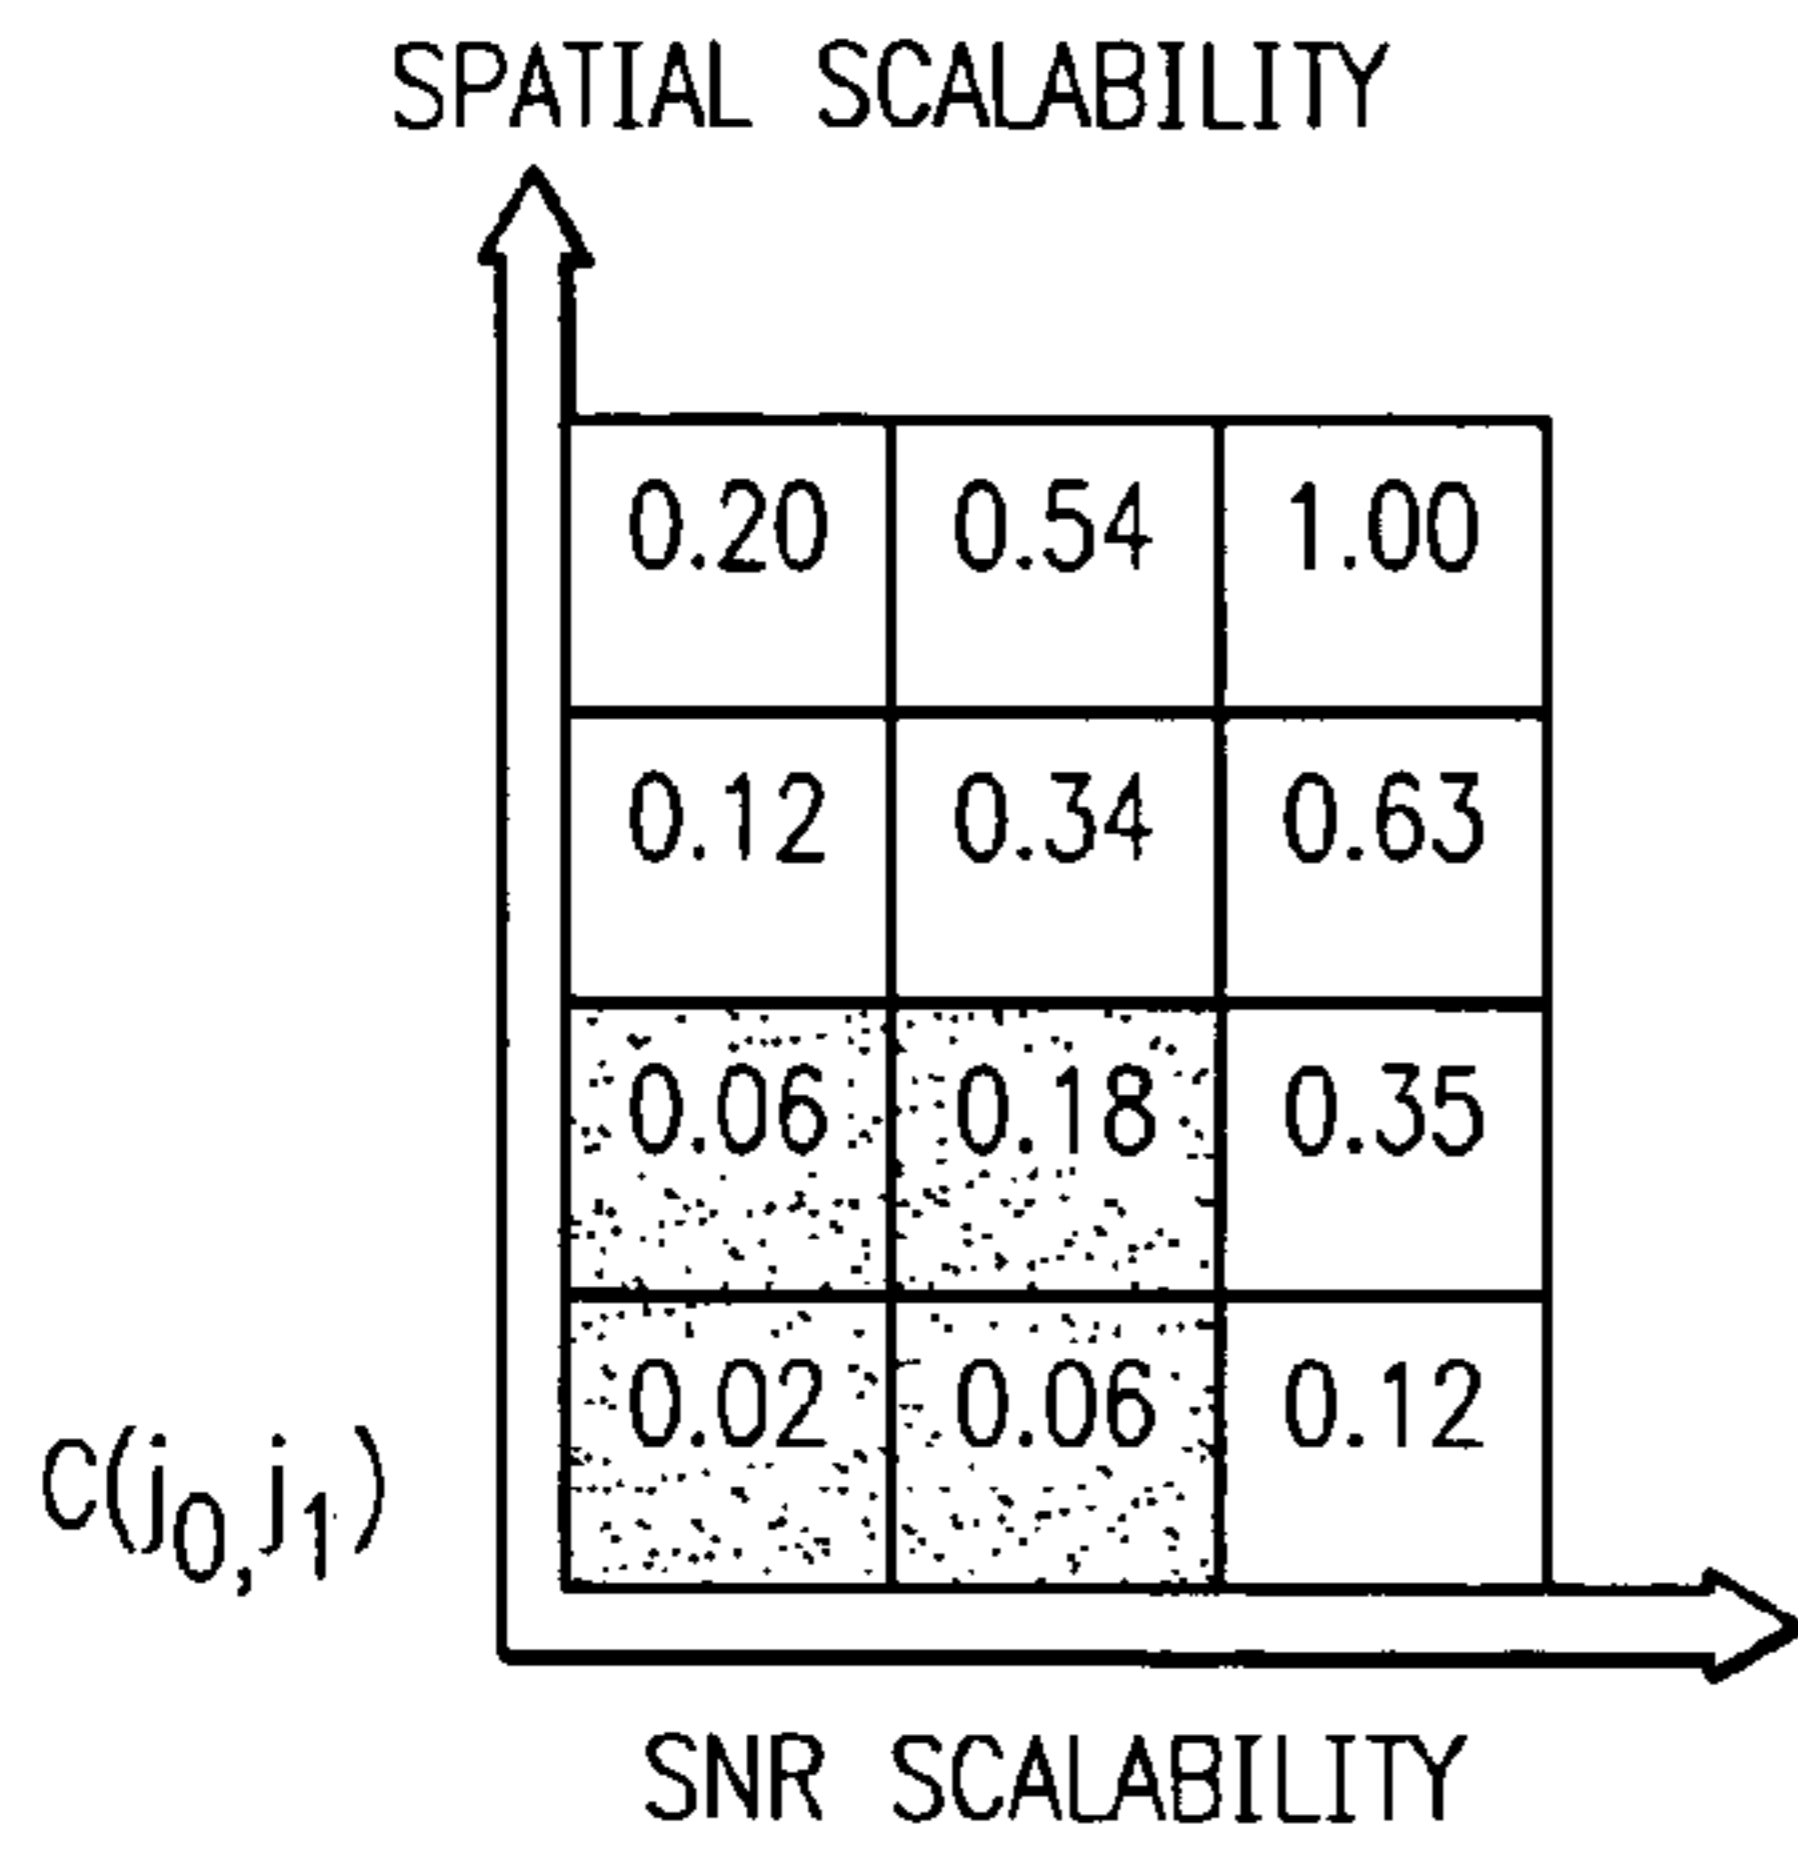 SPATIAL SCALABILITY
0.20 0.54 1.00
0.12 0.34 0.63
0.06 0.18 0.35
0.02 0.06 0.12
C(j0,j1)
SNR SCALABILITY